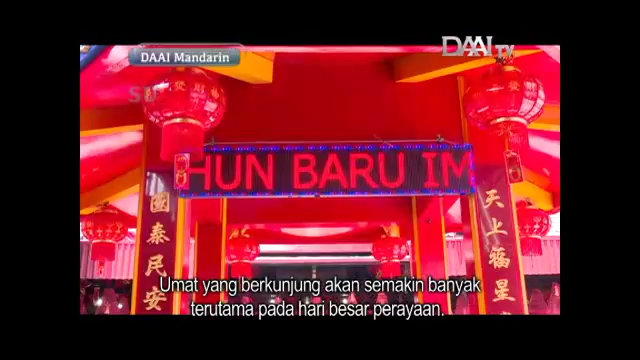 DAAI TV
DAAI Mandarin
HUN BARU IM
國泰民安
天上福星
Umat yang berkunjung akan semakin banyak
terutama pada hari besar perayaan.